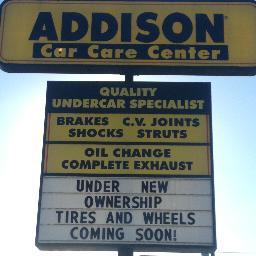 ADDISON
Car Care Center
QUALITY
UNDERCAR SPECIALIST
BRAKES C.V. JOINTS
SHOCKS STRUTS
OIL CHANGE
COMPLETE EXHAUST
UNDER NEW
OWNERSHIP
TIRES AND WHEELS
COMING SOON!